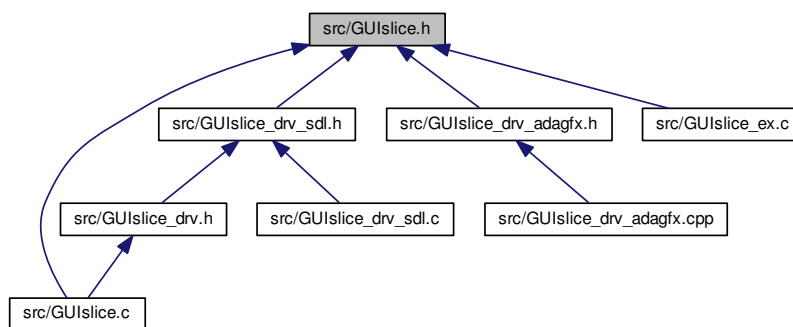 src/GUIslice.h
src/GUIslice_drv_sdl.h
src/GUIslice_drv_adagfx.h
src/GUIslice_ex.c
src/GUIslice_drv.h
src/GUIslice_drv_sdl.c
src/GUIslice_drv_adagfx.cpp
src/GUIslice.c